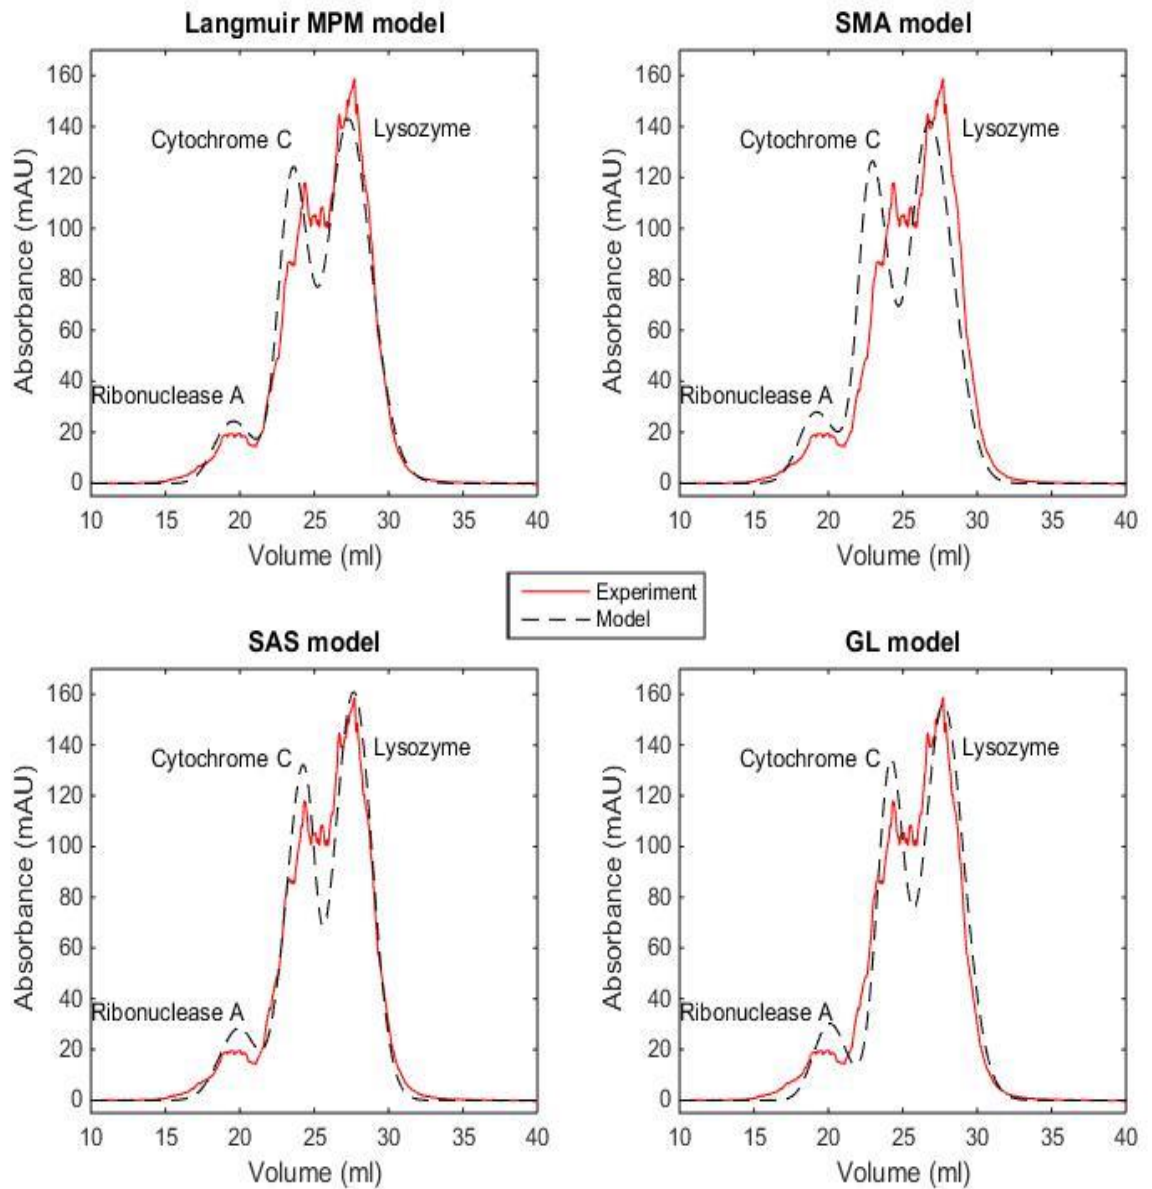 Langmuir MPM model
160
140
120
100
80
60
40
20
0
Absorbance (mAU)
Cytochrome C
Lysozyme
Ribonuclease A
10 15 20 25 30 35 40
Volume (ml)
SMA model
160
140
120
100
80
60
40
20
0
Absorbance (mAU)
Cytochrome C
Lysozyme
Ribonuclease A
10 15 20 25 30 35 40
Volume (ml)
Experiment
Model
SAS model
160
140
120
100
80
60
40
20
0
Absorbance (mAU)
Cytochrome C
Lysozyme
Ribonuclease A
10 15 20 25 30 35 40
Volume (ml)
GL model
160
140
120
100
80
60
40
20
0
Absorbance (mAU)
Cytochrome C
Lysozyme
Ribonuclease A
10 15 20 25 30 35 40
Volume (ml)